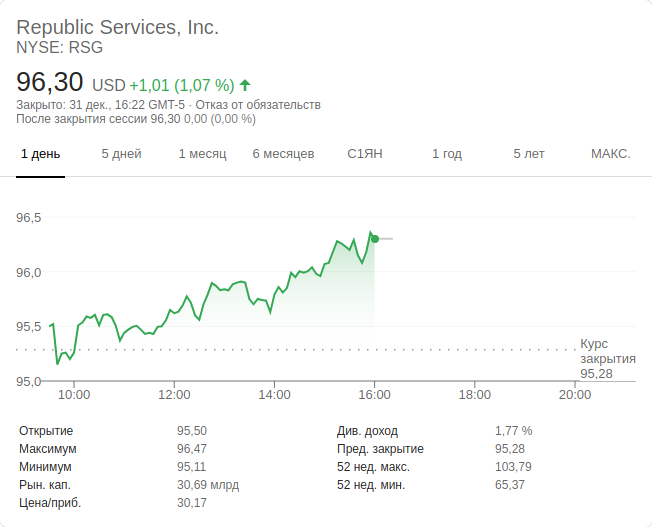 Republic Services, Inc.
NYSE: RSG
96,30 USD +1,01 (1,07 %)
Закрыто: 31 дек., 16:22 GMT-5 · Отказ от обязательств
После закрытия сессии 96,30 0,00 (0,00 %)
1 день 5 дней 1 месяц 6 месяцев С1ЯН 1 год 5 лет МАКС.
96,5
96,0
95,5
Курс
закрытия
95,28
95,0
10:00 12:00 14:00 16:00 18:00 20:00
Открытие 95,50 Див. доход 1,77 %
Максимум 96,47 Пред. закрытие 95,28
Минимум 95,11 52 нед. макс. 103,79
Рын. кап. 30,69 млрд 52 нед. мин. 65,37
Цена/приб. 30,17